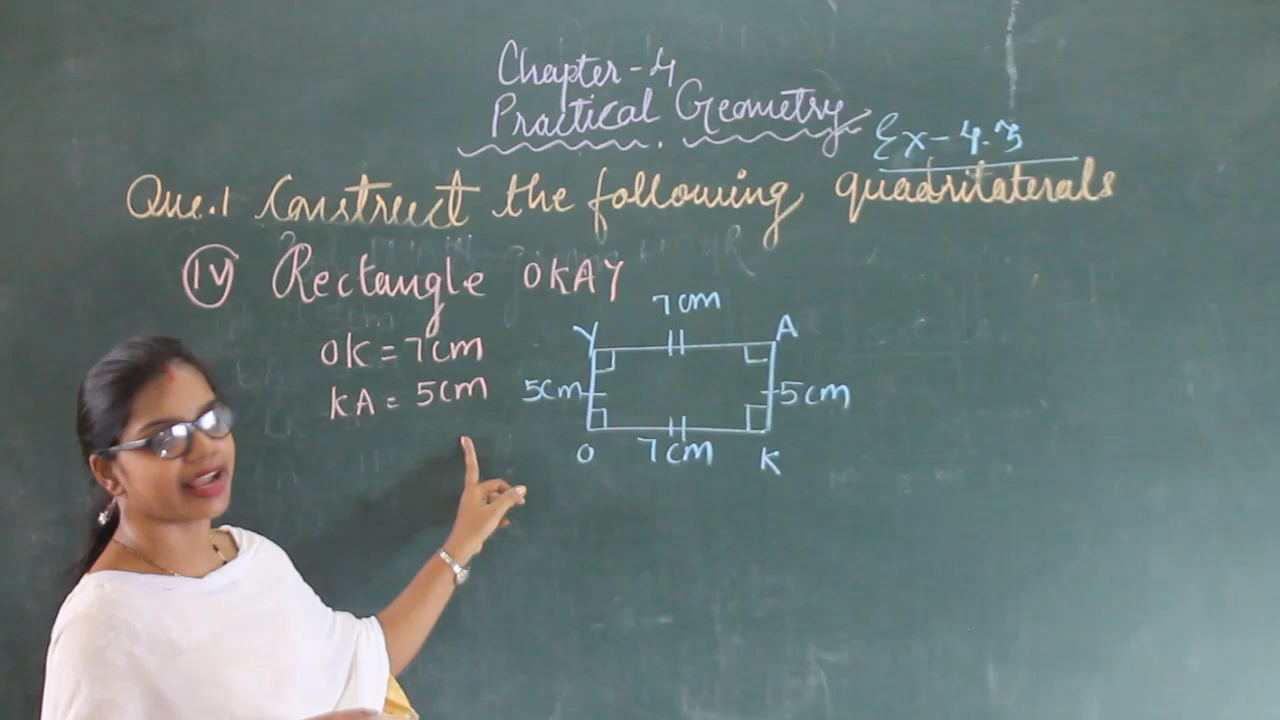 Chapter-4
Practical Geometry
Ex-4.3
Que.1 Construct the following quadrilaterals
(iv) Rectangle OKAY
OK = 7cm
KA = 5cm
7cm
Y A
5cm 5cm
O 7cm K